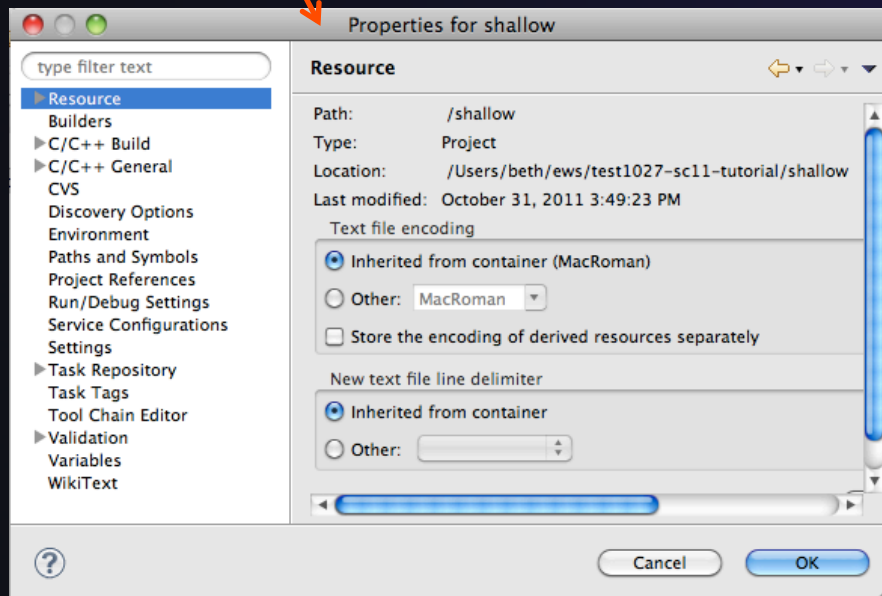 Properties for shallow
type filter text
Resource
Builders
C/C++ Build
C/C++ General
CVS
Discovery Options
Environment
Paths and Symbols
Project References
Run/Debug Settings
Service Configurations
Settings
Task Repository
Task Tags
Tool Chain Editor
Validation
Variables
WikiText
Resource
Path: /shallow
Type: Project
Location: /Users/beth/ews/test1027-sc11-tutorial/shallow
Last modified: October 31, 2011 3:49:23 PM
Text file encoding
Inherited from container (MacRoman)
Other: MacRoman
Store the encoding of derived resources separately
New text file line delimiter
Inherited from container
Other:
?
Cancel
OK